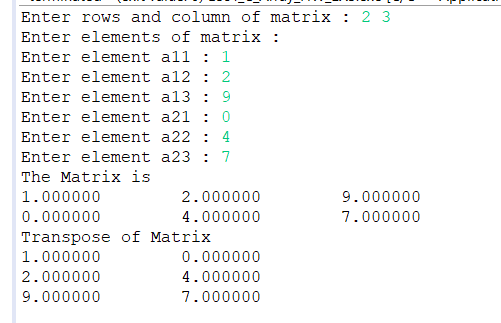 Enter rows and column of matrix : 2 3
Enter elements of matrix :
Enter element a11 : 1
Enter element a12 : 2
Enter element a13 : 9
Enter element a21 : 0
Enter element a22 : 4
Enter element a23 : 7
The Matrix is
1.000000 2.000000 9.000000
0.000000 4.000000 7.000000
Transpose of Matrix
1.000000 0.000000
2.000000 4.000000
9.000000 7.000000